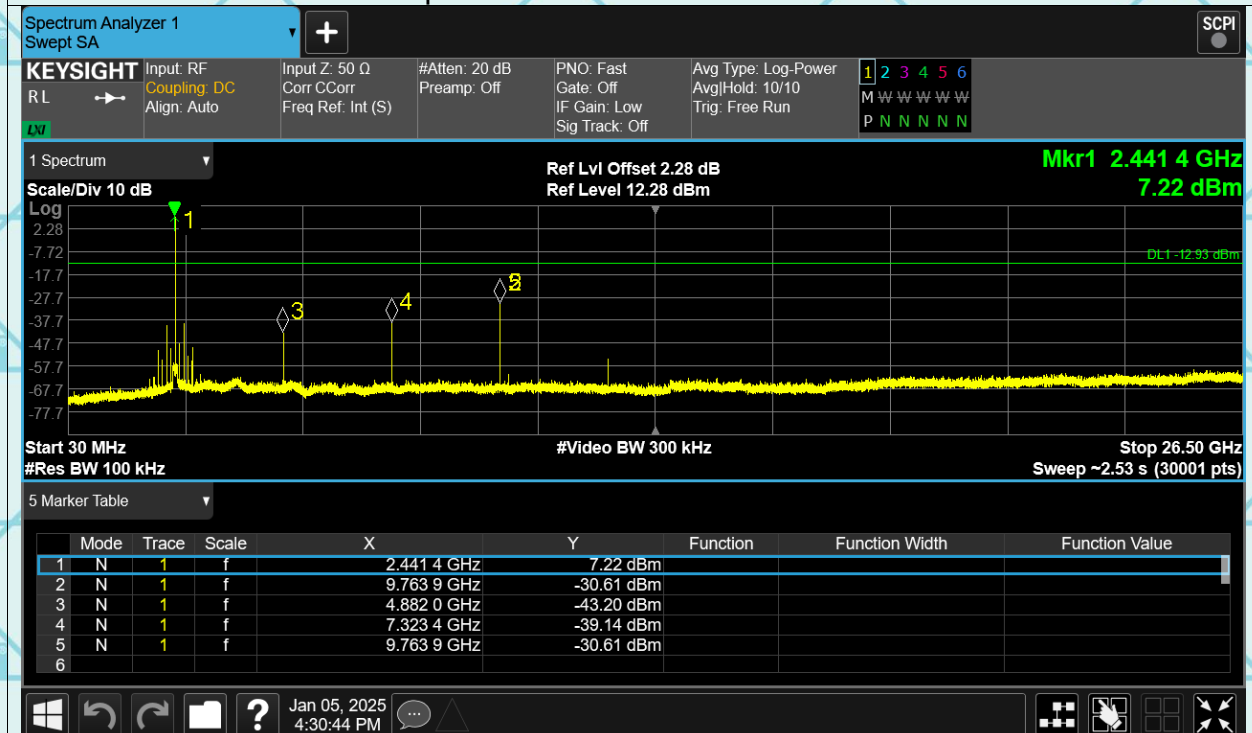 Spectrum Analyzer 1
Swept SA
+
SCPI
KEYSIGHT
RL
LXI
Input: RF
Coupling: DC
Align: Auto
Input Z: 50 Ω
Corr CCorr
Freq Ref: Int (S)
#Atten: 20 dB
Preamp: Off
PNO: Fast
Gate: Off
IF Gain: Low
Sig Track: Off
Avg Type: Log-Power
Avg|Hold: 10/10
Trig: Free Run
1 2 3 4 5 6
M W W W W W W
P N N N N N N
1 Spectrum
Scale/Div 10 dB
Ref Lvl Offset 2.28 dB
Ref Level 12.28 dBm
Mkr1 2.441 4 GHz
7.22 dBm
Log
2.28
-7.72
-17.7
-27.7
-37.7
-47.7
-57.7
-67.7
-77.7
1
3
4
DL1 -12.93 dBm
Start 30 MHz
#Video BW 300 kHz
Stop 26.50 GHz
#Res BW 100 kHz
Sweep ~2.53 s (30001 pts)
5 Marker Table
Mode Trace Scale X Y Function Function Width Function Value
1 N 1 f 2.441 4 GHz 7.22 dBm
2 N 1 f 9.763 9 GHz -30.61 dBm
3 N 1 f 4.882 0 GHz -43.20 dBm
4 N 1 f 7.323 4 GHz -39.14 dBm
5 N 1 f 9.763 9 GHz -30.61 dBm
6
?
Jan 05, 2025
4:30:44 PM